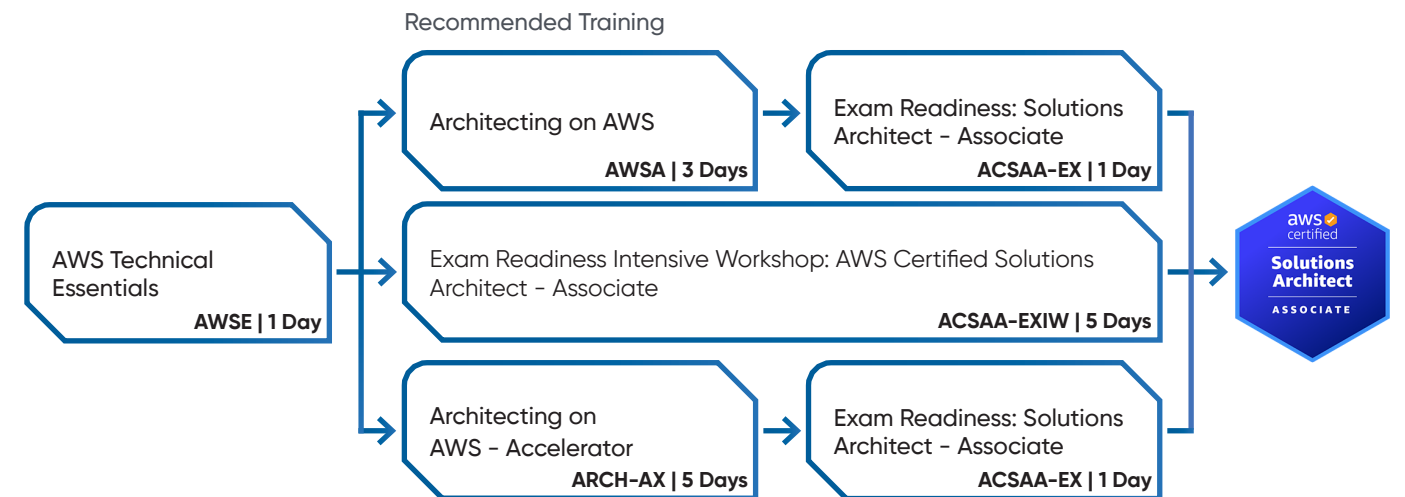 Recommended Training
AWS Technical
Essentials
AWSE | 1 Day
Architecting on AWS
AWSA | 3 Days
Exam Readiness: Solutions
Architect - Associate
ACSAA-EX | 1 Day
Exam Readiness Intensive Workshop: AWS Certified Solutions
Architect - Associate
ACSAA-EXIW | 5 Days
Architecting on
AWS - Accelerator
ARCH-AX | 5 Days
Exam Readiness: Solutions
Architect - Associate
ACSAA-EX | 1 Day
aws
certified
Solutions
Architect
ASSOCIATE